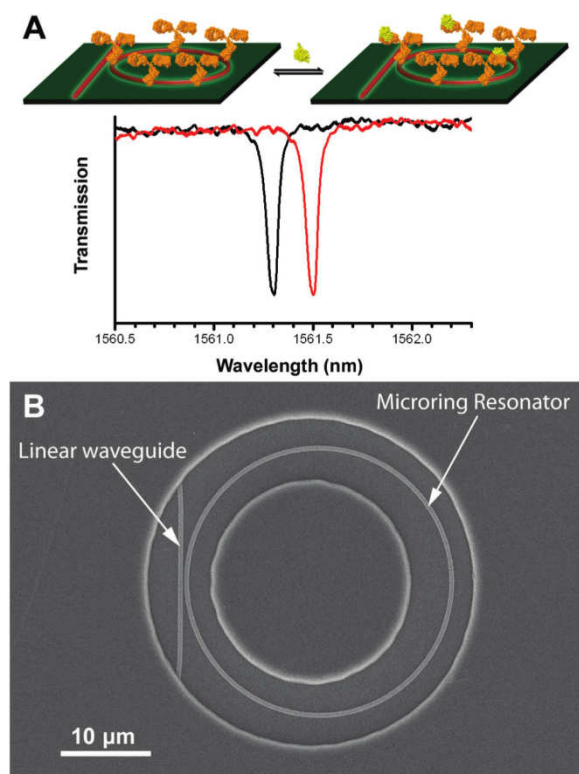 A
Transmission
1560.5 1561.0 1561.5 1562.0
Wavelength (nm)
B
Microring Resonator
Linear waveguide
10 µm